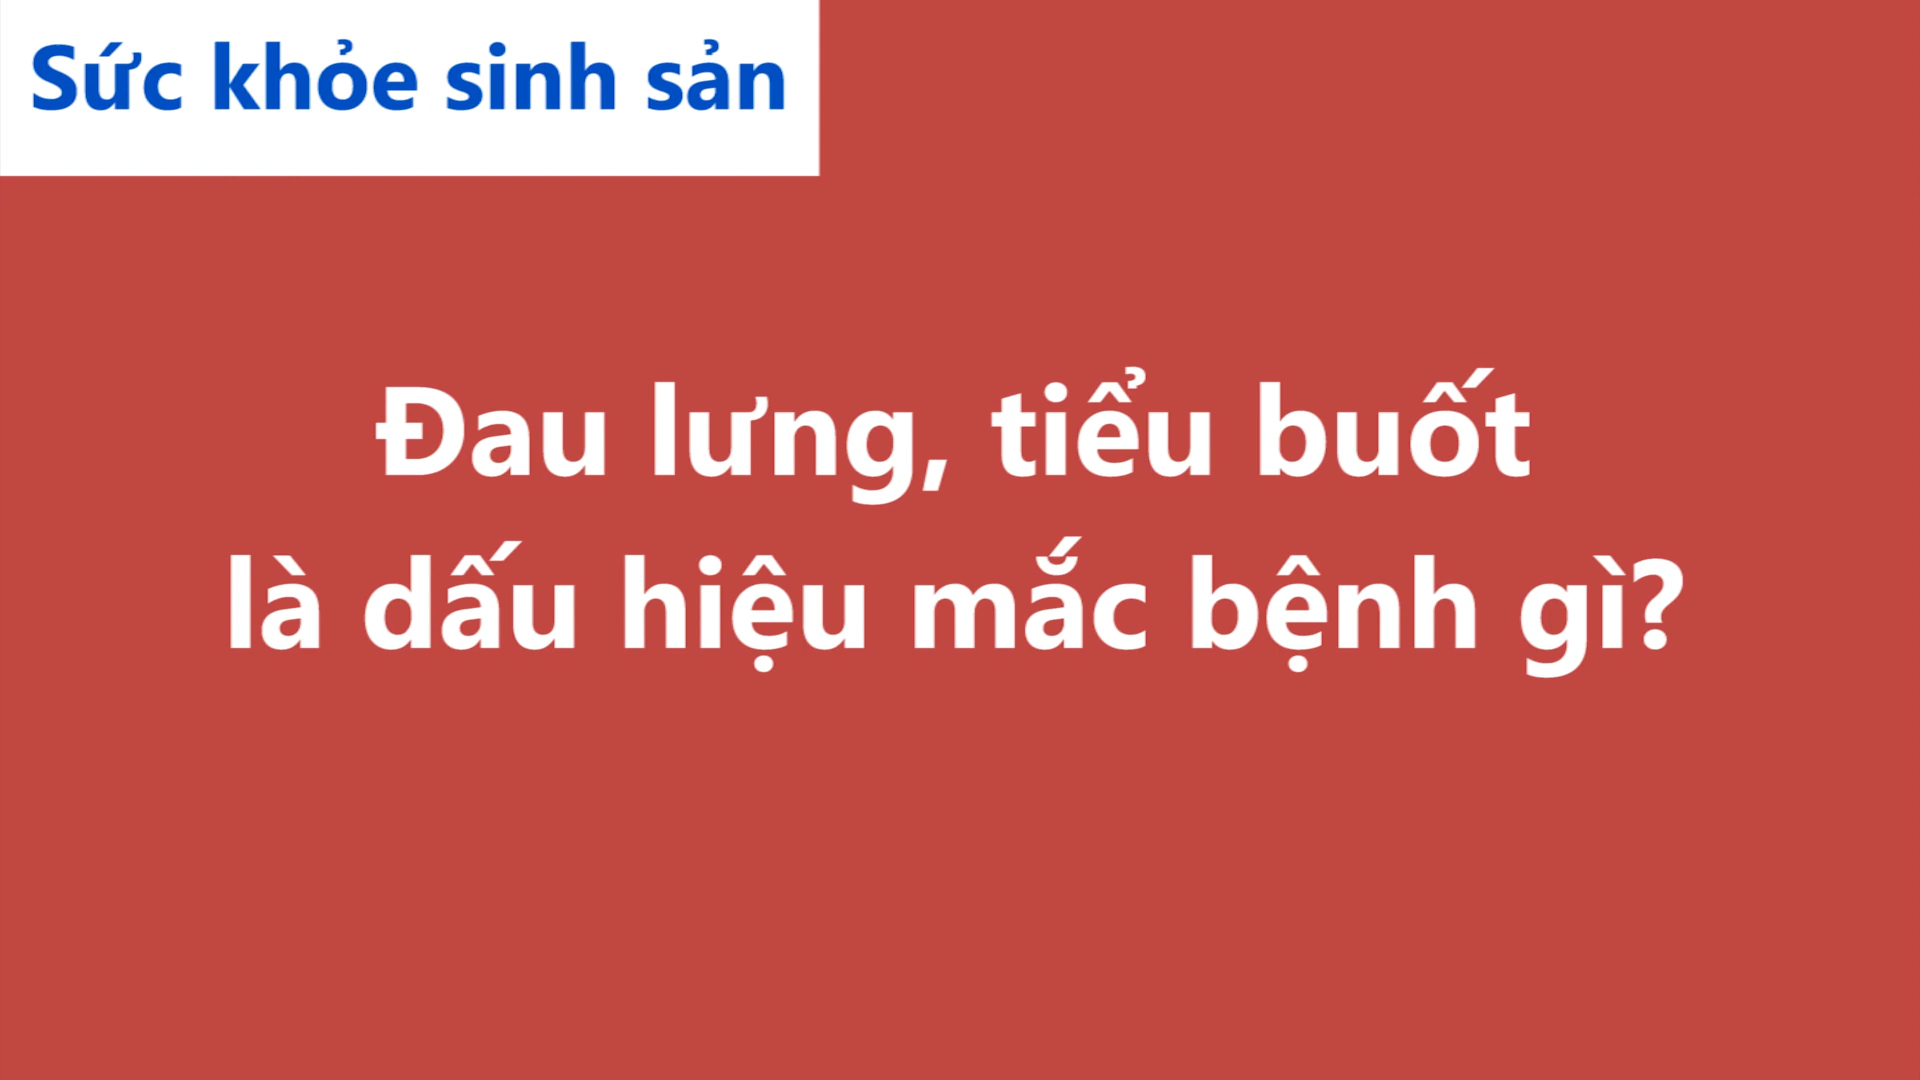 Sức khỏe sinh sản
Đau lưng, tiểu buốt
là dấu hiệu mắc bệnh gì?